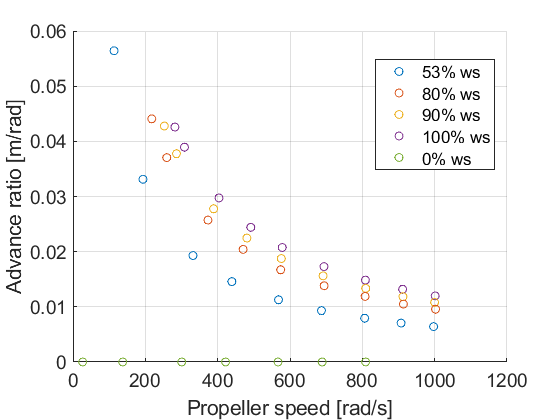 0.06
0.05
0.04
0.03
0.02
0.01
0
Advance ratio [m/rad]
53% ws
80% ws
90% ws
100% ws
0% ws
0 200 400 600 800 1000 1200
Propeller speed [rad/s]